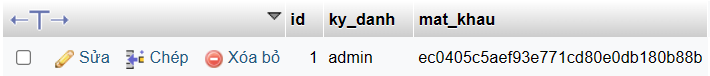 id ky_danh mat_khau
Sửa Chép Xóa bỏ 1 admin ec0405c5aef93e771cd80e0db180b88b